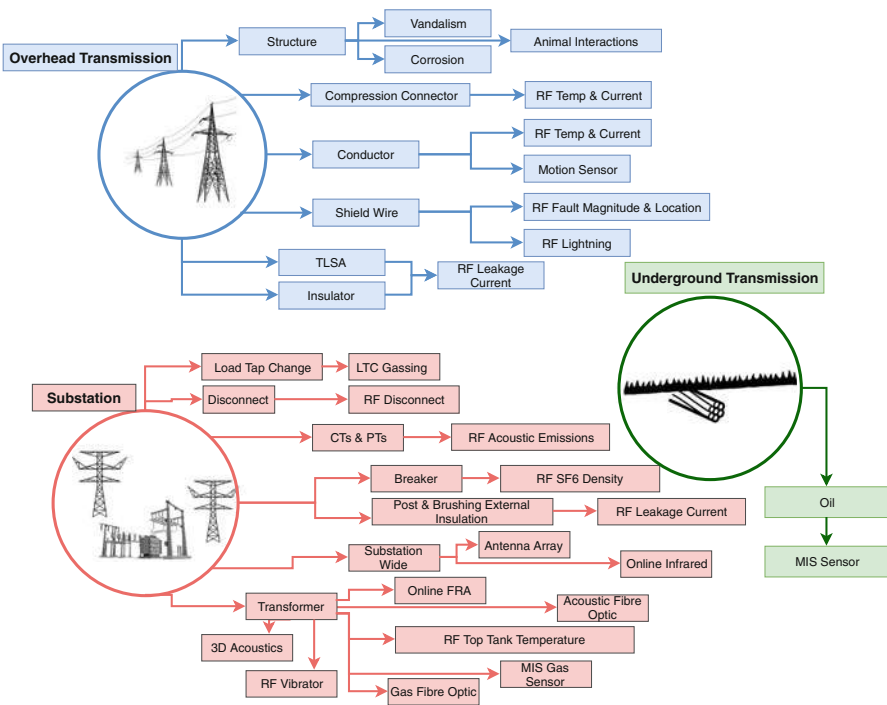 Overhead Transmission
Structure
Vandalism
Animal Interactions
Corrosion
Compression Connector
RF Temp & Current
Conductor
RF Temp & Current
Motion Sensor
Shield Wire
RF Fault Magnitude & Location
RF Lightning
TLSA
Insulator
RF Leakage
Current
Underground Transmission
Oil
MIS Sensor
Substation
Load Tap Change
LTC Gassing
Disconnect
RF Disconnect
CTs & PTs
RF Acoustic Emissions
Breaker
RF SF6 Density
Post & Brushing External
Insulation
RF Leakage Current
Substation
Wide
Antenna Array
Online Infrared
Transformer
Online FRA
Acoustic Fibre
Optic
3D Acoustics
RF Top Tank Temperature
RF Vibrator
MIS Gas
Sensor
Gas Fibre Optic